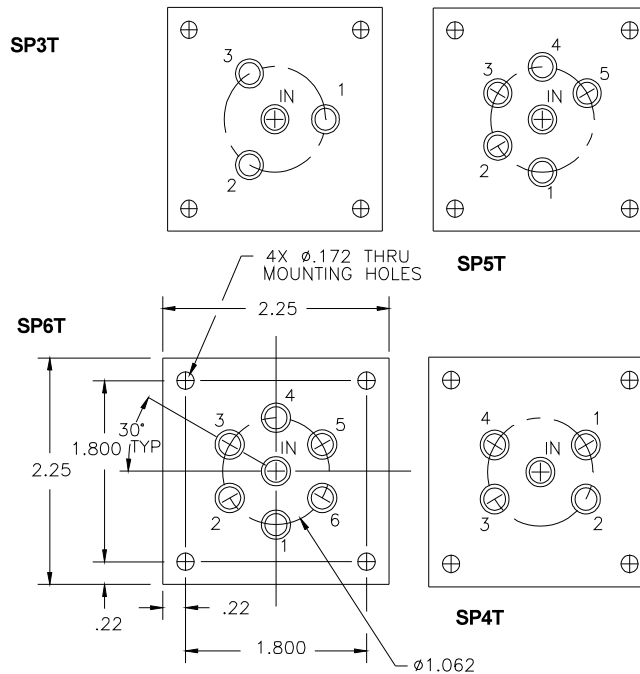 SP3T
3
1
IN
2
4
3
5
IN
2
1
SP5T
4X ø.172 THRU
MOUNTING HOLES
2.25
SP6T
4
3
5
30°
TYP
IN
1.800
2.25
2
6
1
.22
.22
1.800
ø1.062
4
1
IN
3
2
SP4T